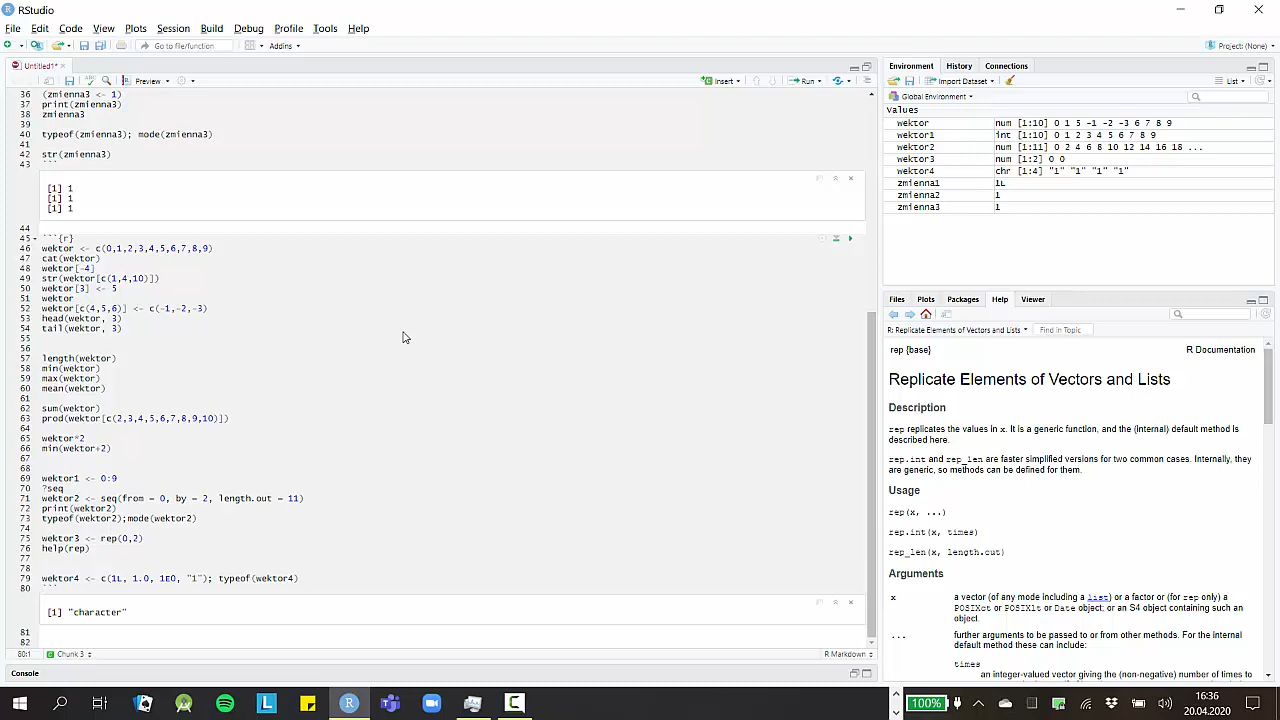 RStudio
File Edit Code View Plots Session Build Debug Profile Tools Help
Go to file/function Addins Project: (None)
Untitled1*
Preview Insert Run
36 (zmienna3 <- 1)
37 print(zmienna3)
38 zmienna3
39
40 typeof(zmienna3); mode(zmienna3)
41
42 str(zmienna3)
43 ```
[1] 1
[1] 1
[1] 1
44
45 ```{r}
46 wektor <- c(0,1,2,3,4,5,6,7,8,9)
47 cat(wektor)
48 wektor[-4]
49 str(wektor[c(1,4,10)])
50 wektor[3] <- 5
51 wektor
52 wektor[c(4,5,6)] <- c(-1,-2,-3)
53 head(wektor, 3)
54 tail(wektor, 3)
55
56
57 length(wektor)
58 min(wektor)
59 max(wektor)
60 mean(wektor)
61
62 sum(wektor)
63 prod(wektor[c(2,3,4,5,6,7,8,9,10)])
64
65 wektor*2
66 min(wektor+2)
67
68
69 wektor1 <- 0:9
70 ?seq
71 wektor2 <- seq(from = 0, by = 2, length.out = 11)
72 print(wektor2)
73 typeof(wektor2);mode(wektor2)
74
75 wektor3 <- rep(0,2)
76 help(rep)
77
78
79 wektor4 <- c(1L, 1.0, 1E0, "1"); typeof(wektor4)
80 ```
[1] "character"
81
82
80:1 Chunk 3 R Markdown
Console
Environment History Connections
Import Dataset List
Global Environment
Values
wektor num [1:10] 0 1 5 -1 -2 -3 6 7 8 9
wektor1 int [1:10] 0 1 2 3 4 5 6 7 8 9
wektor2 num [1:11] 0 2 4 6 8 10 12 14 16 18 ...
wektor3 num [1:2] 0 0
wektor4 chr [1:4] "1" "1" "1" "1"
zmienna1 1L
zmienna2 1
zmienna3 1
Files Plots Packages Help Viewer
R: Replicate Elements of Vectors and Lists Find in Topic
rep {base} R Documentation
Replicate Elements of Vectors and Lists
Description
rep replicates the values in x. It is a generic function, and the (internal) default method is
described here.
rep.int and rep_len are faster simplified versions for two common cases. Internally, they
are generic, so methods can be defined for them.
Usage
rep(x, ...)
rep.int(x, times)
rep_len(x, length.out)
Arguments
x a vector (of any mode including a list) or a factor or (for rep only) a
POSIXct or POSIXlt or Date object; or an S4 object containing such an
object.
... further arguments to be passed to or from other methods. For the internal
default method these can include:
times
an integer-valued vector giving the (non-negative) number of times to
100% 16:36
20.04.2020